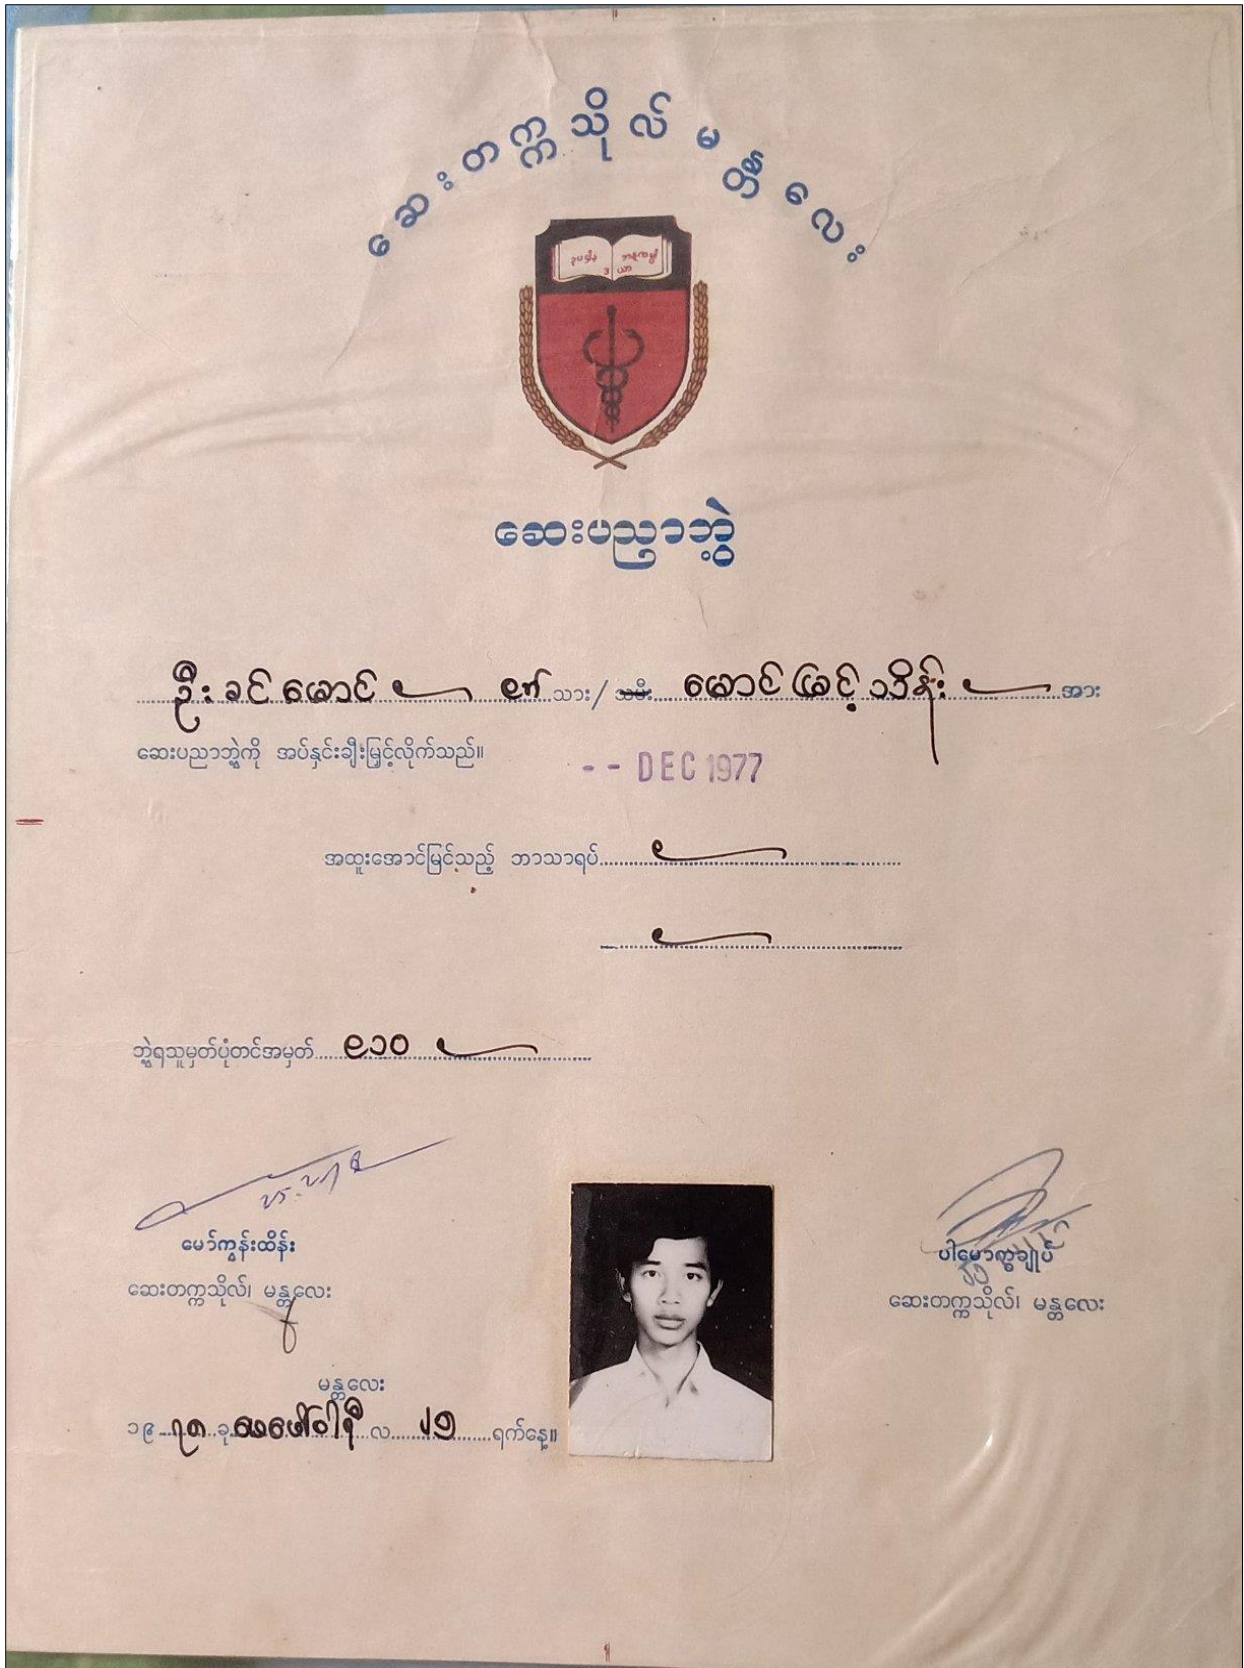 ဆေးတက္ကသိုလ် မန္တလေး
ဆေးပညာဘွဲ့
ဦးခင်မောင် ၏ သား/သမီး မောင်မြင့်သိန်း အား
ဆေးပညာဘွဲ့ကို အပ်နှင်းချီးမြှင့်လိုက်သည်။
-- DEC 1977
အထူးအောင်မြင်သည့် ဘာသာရပ်
ဘွဲ့ရသူမှတ်ပုံတင်အမှတ် ၉၁၀
မော်ကွန်းထိန်း
ပါမောက္ခချုပ်
ဆေးတက္ကသိုလ်၊ မန္တလေး
ဆေးတက္ကသိုလ်၊ မန္တလေး
မန္တလေး
၁၉၇၈ ခု ဖေဖေါ်ဝါရီ လ ၂၅ ရက်နေ့။